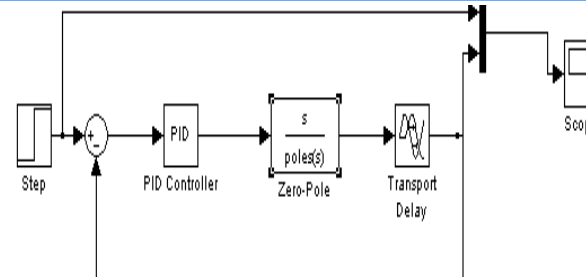 s
PID
poles(s)
Step
PID Controller
Zero-Pole
Transport
Delay
Scop